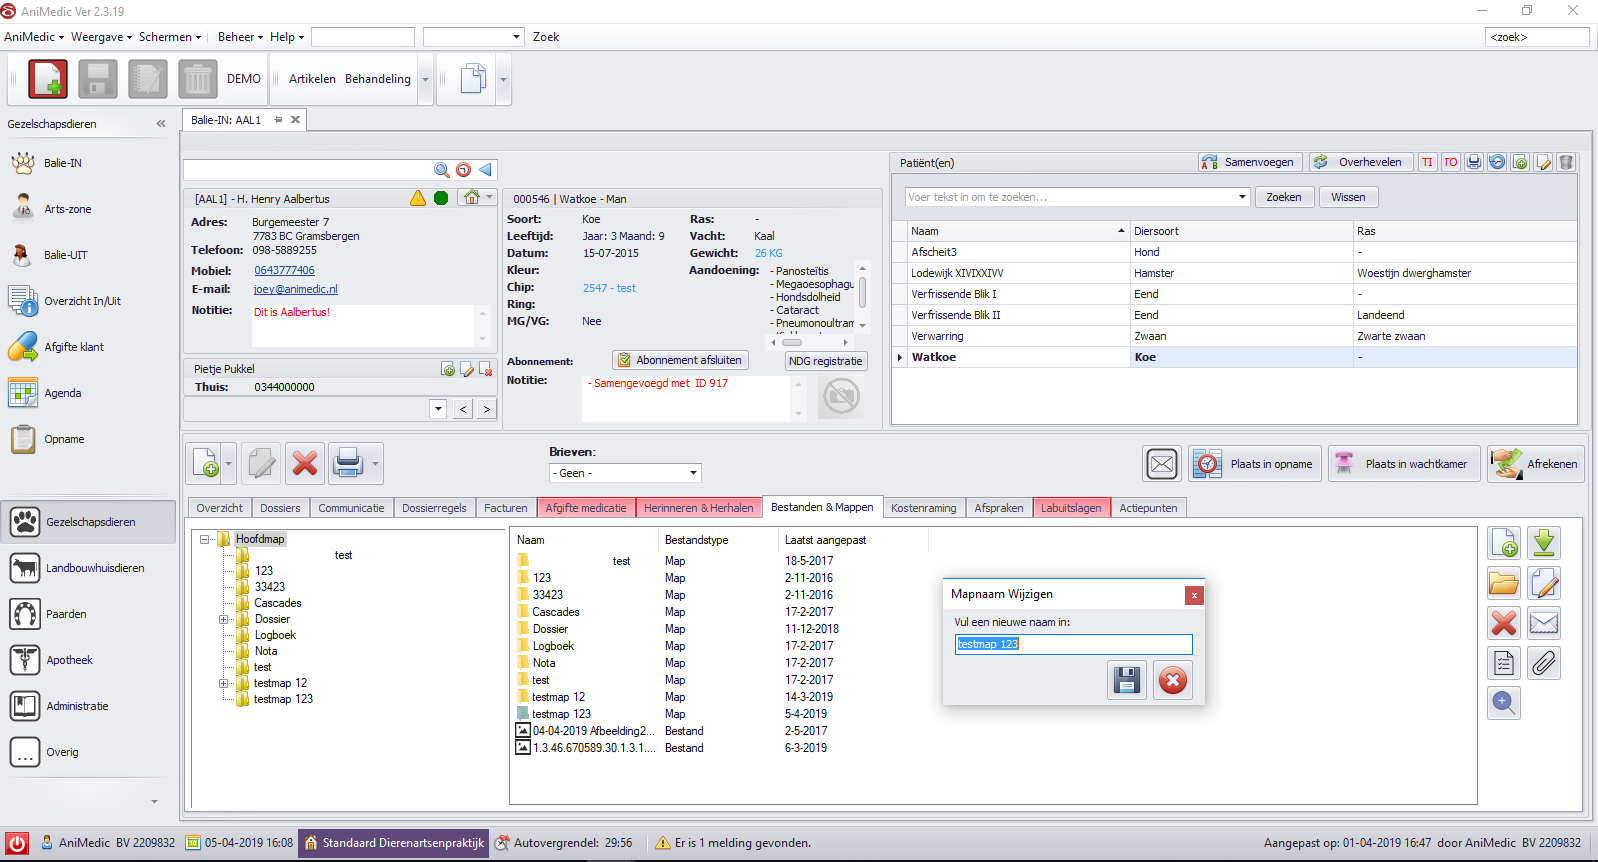 AniMedic Ver 2.3.19
AniMedic Weergave Schermen Beheer Help Zoek <zoek>
DEMO Artikelen Behandeling
Gezelschapsdieren «
Balie-IN: AAL1
Balie-IN
Arts-zone
Balie-UIT
Overzicht In/Uit
Afgifte klant
Agenda
Opname
Gezelschapsdieren
Landbouwhuisdieren
Paarden
Apotheek
Administratie
... Overig
[AAL1] - H. Henry Aalbertus
Adres: Burgemeester 7
7783 BC Gramsbergen
Telefoon: 098-5889255
Mobiel: 0643777406
E-mail: joey@animedic.nl
Notitie: Dit is Aalbertus!
Pietje Pukkel
Thuis: 0344000000
< >
000546 | Watkoe - Man
Soort: Koe Ras: -
Leeftijd: Jaar: 3 Maand: 9 Vacht: Kaal
Datum: 15-07-2015 Gewicht: 26 KG
Kleur: Aandoening: - Panosteïtis
- Megaoesophagu
Chip: 2547 - test - Hondsdolheid
Ring: - Cataract
MG/VG: Nee - Pneumonoultram
Abonnement: Abonnement afsluiten NDG registratie
Notitie: - Samengevoegd met ID 917
Patiënt(en) Samenvoegen Overhevelen TI TO
Voer tekst in om te zoeken... Zoeken Wissen
Naam Diersoort Ras
Afscheit3 Hond -
Lodewijk XIVIXXIVV Hamster Woestijn dwerghamster
Verfrissende Blik I Eend -
Verfrissende Blik II Eend Landeend
Verwarring Zwaan Zwarte zwaan
Watkoe Koe -
Brieven:
- Geen -
Plaats in opname Plaats in wachtkamer Afrekenen
Overzicht Dossiers Communicatie Dossierregels Facturen Afgifte medicatie Herinneren & Herhalen Bestanden & Mappen Kostenraming Afspraken Labuitslagen Actiepunten
Hoofdmap
test
123
33423
Cascades
Dossier
Logboek
Nota
test
testmap 12
testmap 123
Naam Bestandstype Laatst aangepast
test Map 18-5-2017
123 Map 2-11-2016
33423 Map 2-11-2016
Cascades Map 17-2-2017
Dossier Map 11-12-2018
Logboek Map 17-2-2017
Nota Map 17-2-2017
test Map 17-2-2017
testmap 12 Map 14-3-2019
testmap 123 Map 5-4-2019
04-04-2019 Afbeelding2... Bestand 2-5-2017
1.3.46.670589.30.1.3.1.... Bestand 6-3-2019
Mapnaam Wijzigen x
Vul een nieuwe naam in:
testmap 123
AniMedic BV 2209832 05-04-2019 16:08 Standaard Dierenartsenpraktijk Autovergrendel: 29:56 Er is 1 melding gevonden. Aangepast op: 01-04-2019 16:47 door AniMedic BV 2209832